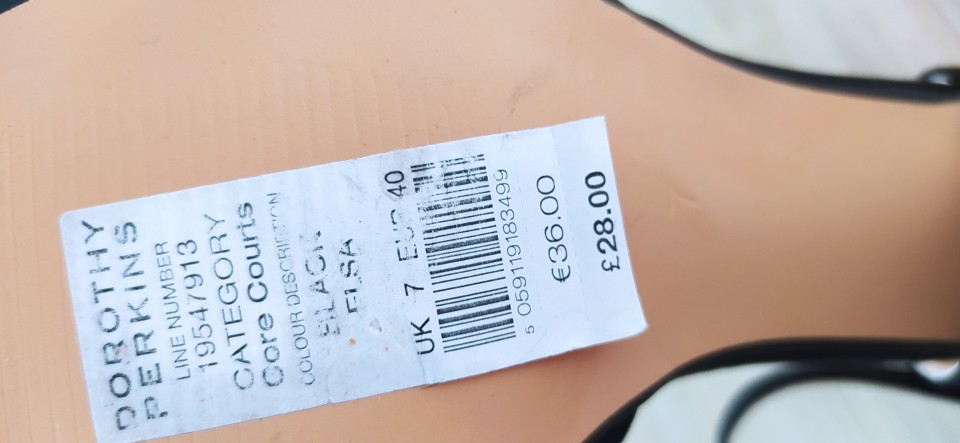 DOROTHY
PERKINS
LINE NUMBER
19547913
CATEGORY
Core Courts
COLOUR DESCRIPTION
BLACK
ELSA
UK 7 EUR 40
5 059119183499
€36.00
£28.00